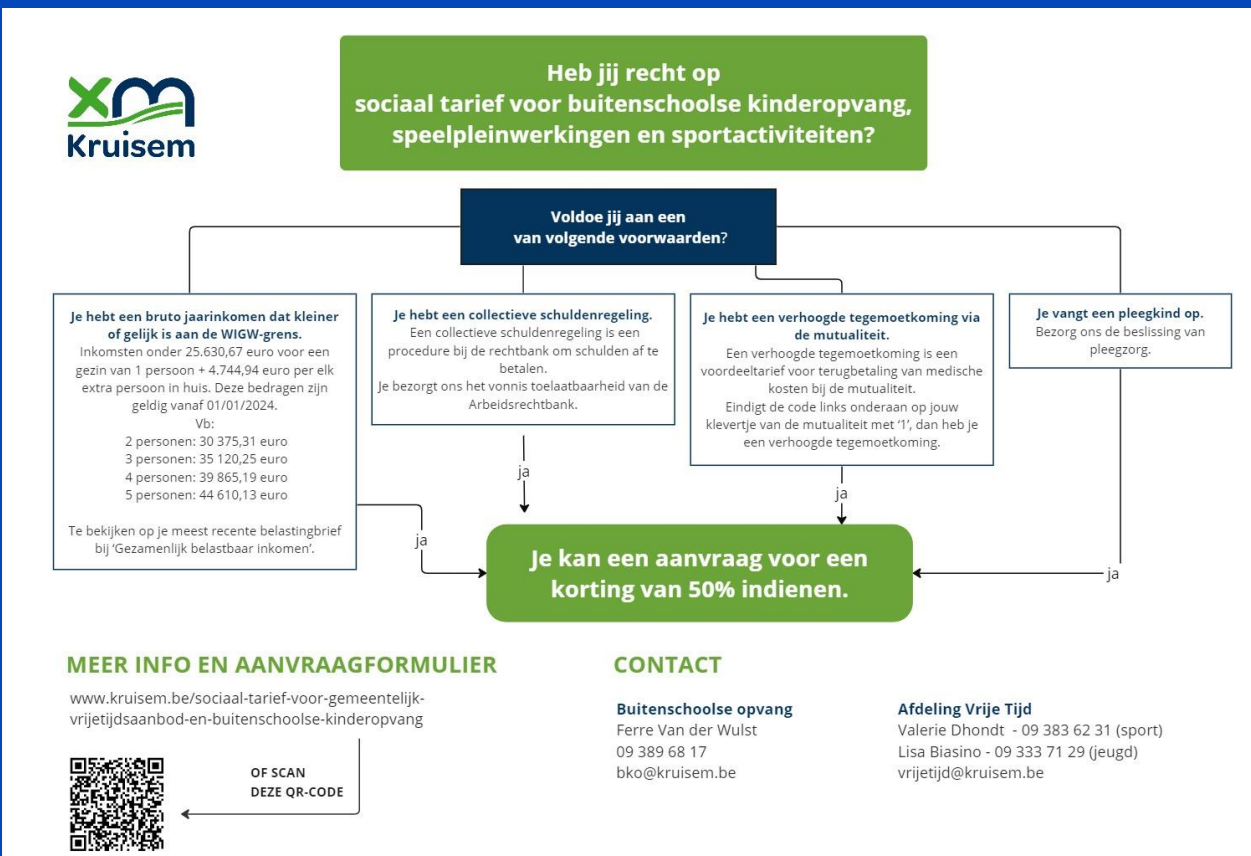 Kruisem
Heb jij recht op
sociaal tarief voor buitenschoolse kinderopvang,
speelpleinwerkingen en sportactiviteiten?
Voldoe jij aan een
van volgende voorwaarden?
Je hebt een bruto jaarinkomen dat kleiner
of gelijk is aan de WIGW-grens.
Inkomsten onder 25.630,67 euro voor een
gezin van 1 persoon + 4.744,94 euro per elk
extra persoon in huis. Deze bedragen zijn
geldig vanaf 01/01/2024.
Vb:
2 personen: 30 375,31 euro
3 personen: 35 120,25 euro
4 personen: 39 865,19 euro
5 personen: 44 610,13 euro
Te bekijken op je meest recente belastingbrief
bij ‘Gezamenlijk belastbaar inkomen’.
ja
Je hebt een collectieve schuldenregeling.
Een collectieve schuldenregeling is een
procedure bij de rechtbank om schulden af te
betalen.
Je bezorgt ons het vonnis toelaatbaarheid van de
Arbeidsrechtbank.
ja
Je hebt een verhoogde tegemoetkoming via
de mutualiteit.
Een verhoogde tegemoetkoming is een
voordeeltarief voor terugbetaling van medische
kosten bij de mutualiteit.
Eindigt de code links onderaan op jouw
klevertje van de mutualiteit met ‘1’, dan heb je
een verhoogde tegemoetkoming.
ja
Je vangt een pleegkind op.
Bezorg ons de beslissing van
pleegzorg.
ja
Je kan een aanvraag voor een
korting van 50% indienen.
MEER INFO EN AANVRAAGFORMULIER
www.kruisem.be/sociaal-tarief-voor-gemeentelijk-
vrijetijdsaanbod-en-buitenschoolse-kinderopvang
OF SCAN
DEZE QR-CODE
CONTACT
Buitenschoolse opvang
Ferre Van der Wulst
09 389 68 17
bko@kruisem.be
Afdeling Vrije Tijd
Valerie Dhondt - 09 383 62 31 (sport)
Lisa Biasino - 09 333 71 29 (jeugd)
vrijetijd@kruisem.be